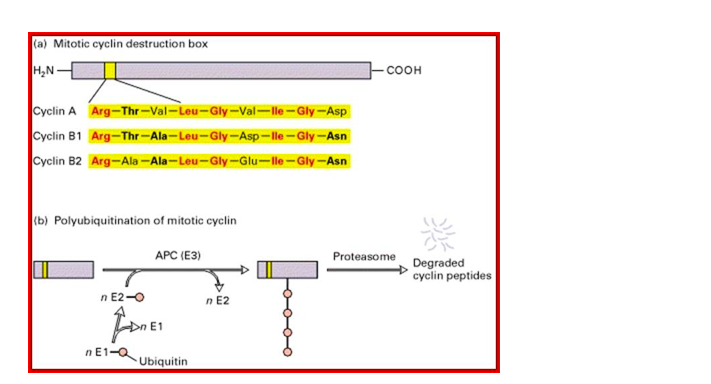 (a) Mitotic cyclin destruction box
H₂N
COOH
Cyclin A Arg—Thr—Val—Leu—Gly—Val—Ile—Gly—Asp
Cyclin B1 Arg—Thr—Ala—Leu—Gly—Asp—Ile—Gly—Asn
Cyclin B2 Arg—Ala—Ala—Leu—Gly—Glu—Ile—Gly—Asn
(b) Polyubiquitination of mitotic cyclin
APC (E3)
Proteasome
Degraded
cyclin peptides
n E2
n E2
n E1
n E1
Ubiquitin